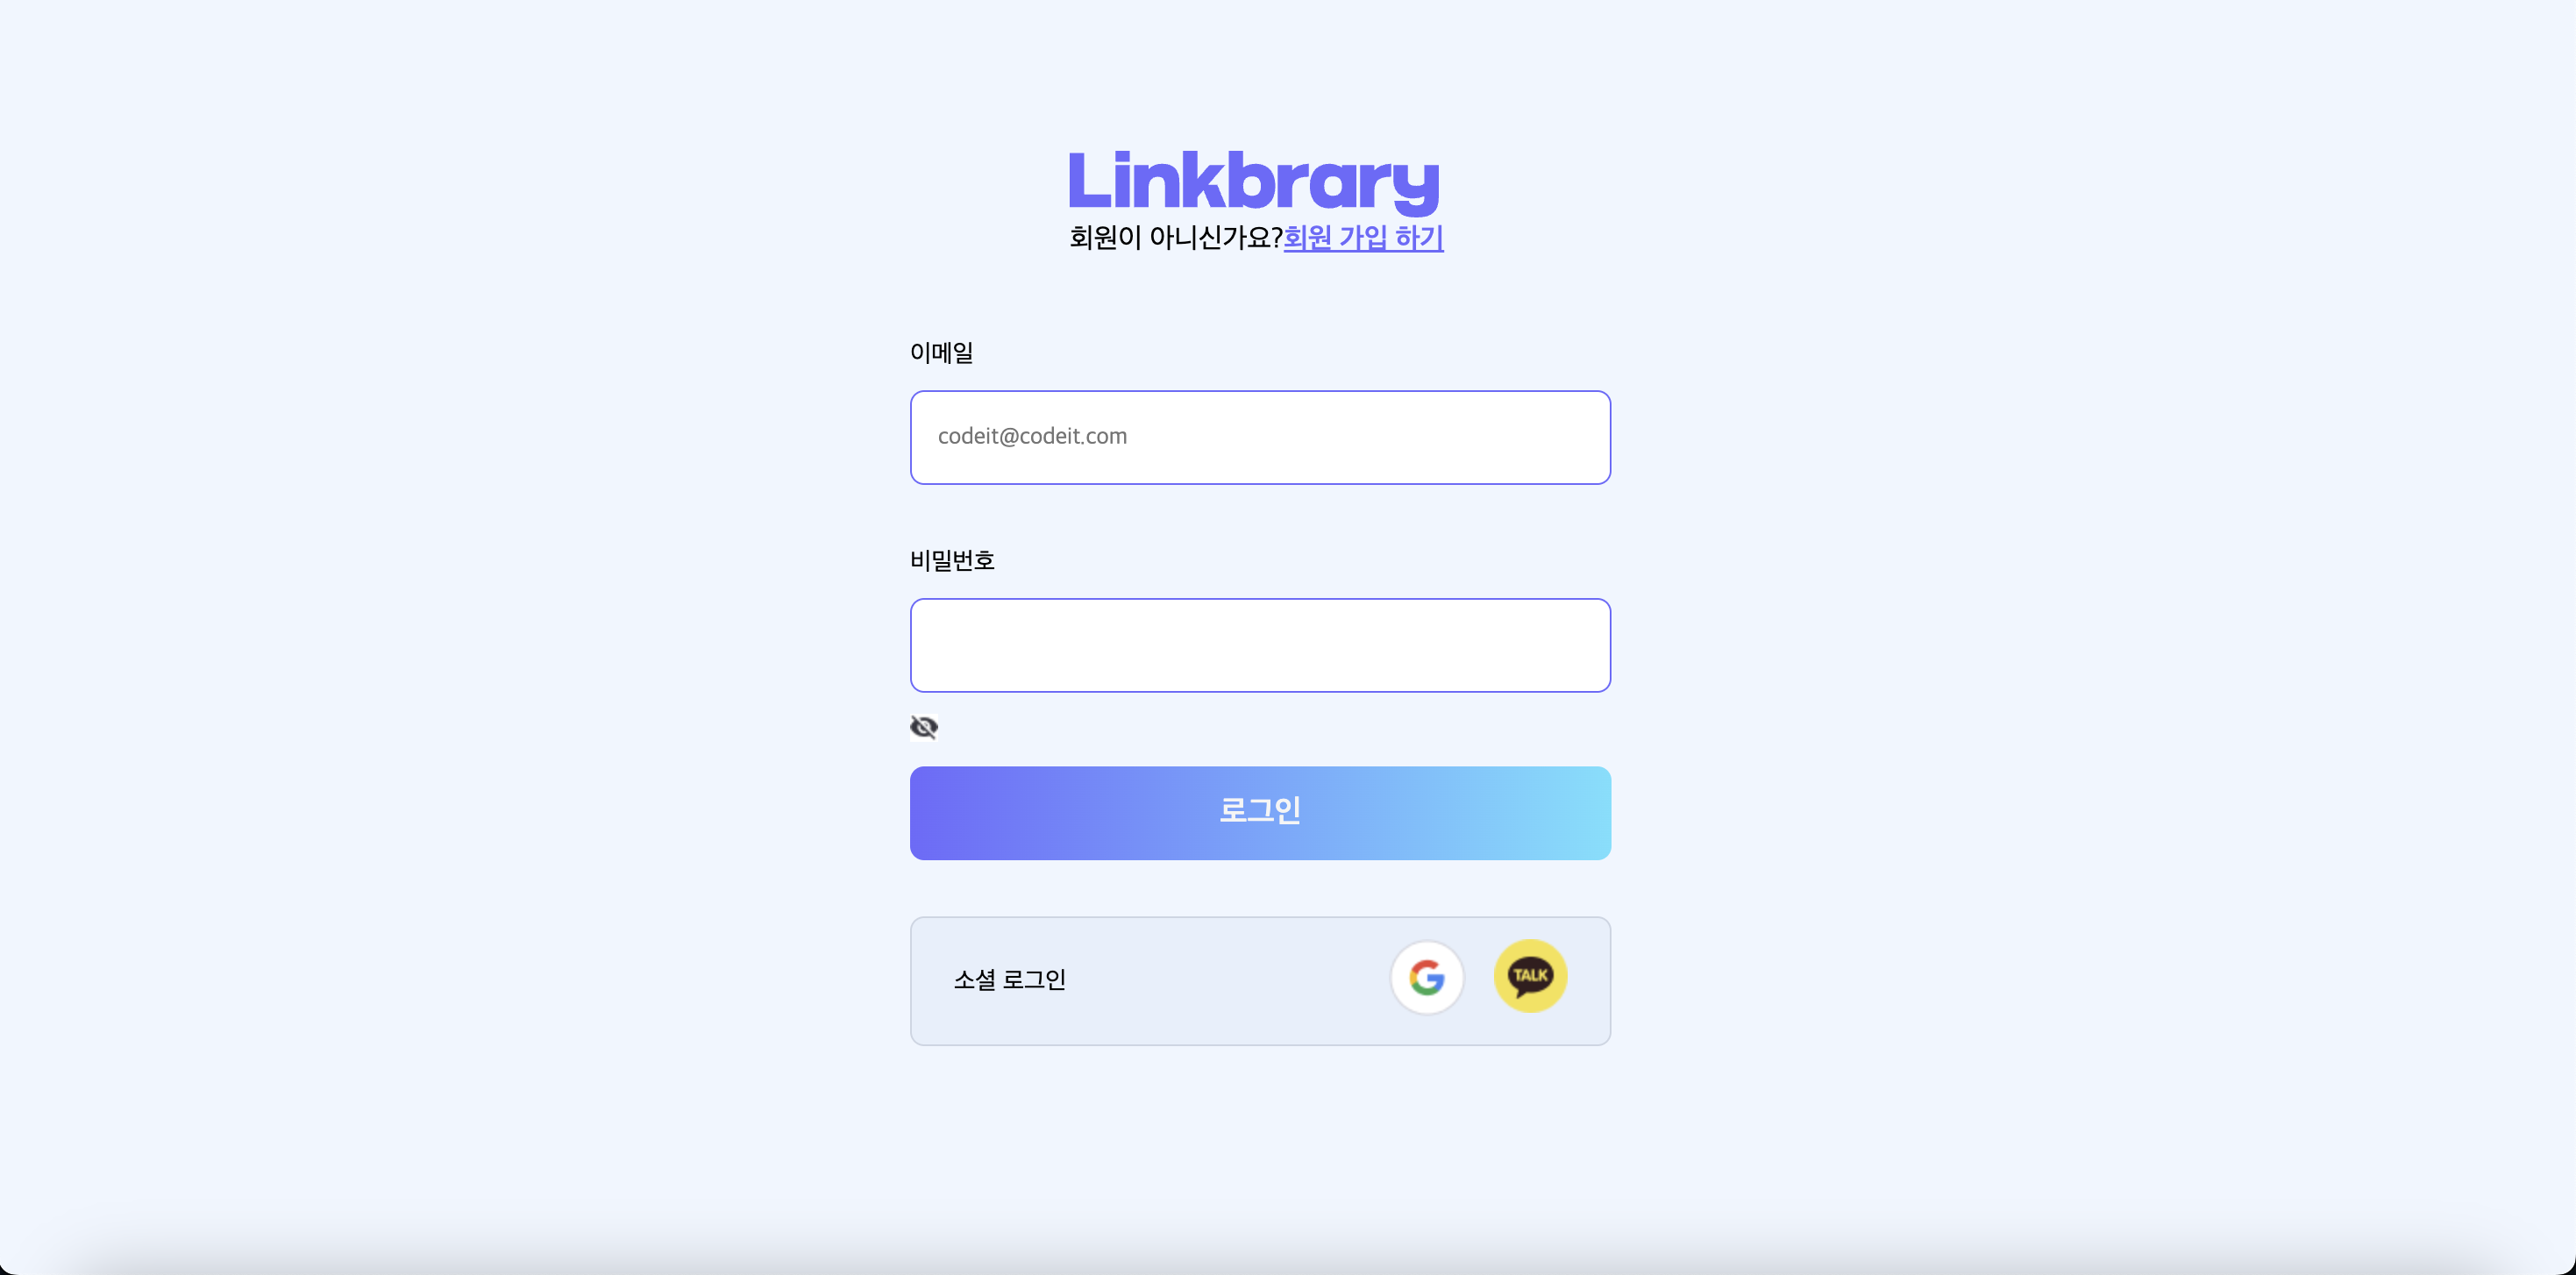 Linkbrary
회원이 아니신가요?회원 가입 하기
이메일
codeit@codeit.com
비밀번호
로그인
소셜 로그인
G
TALK